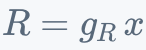 R = g_R x